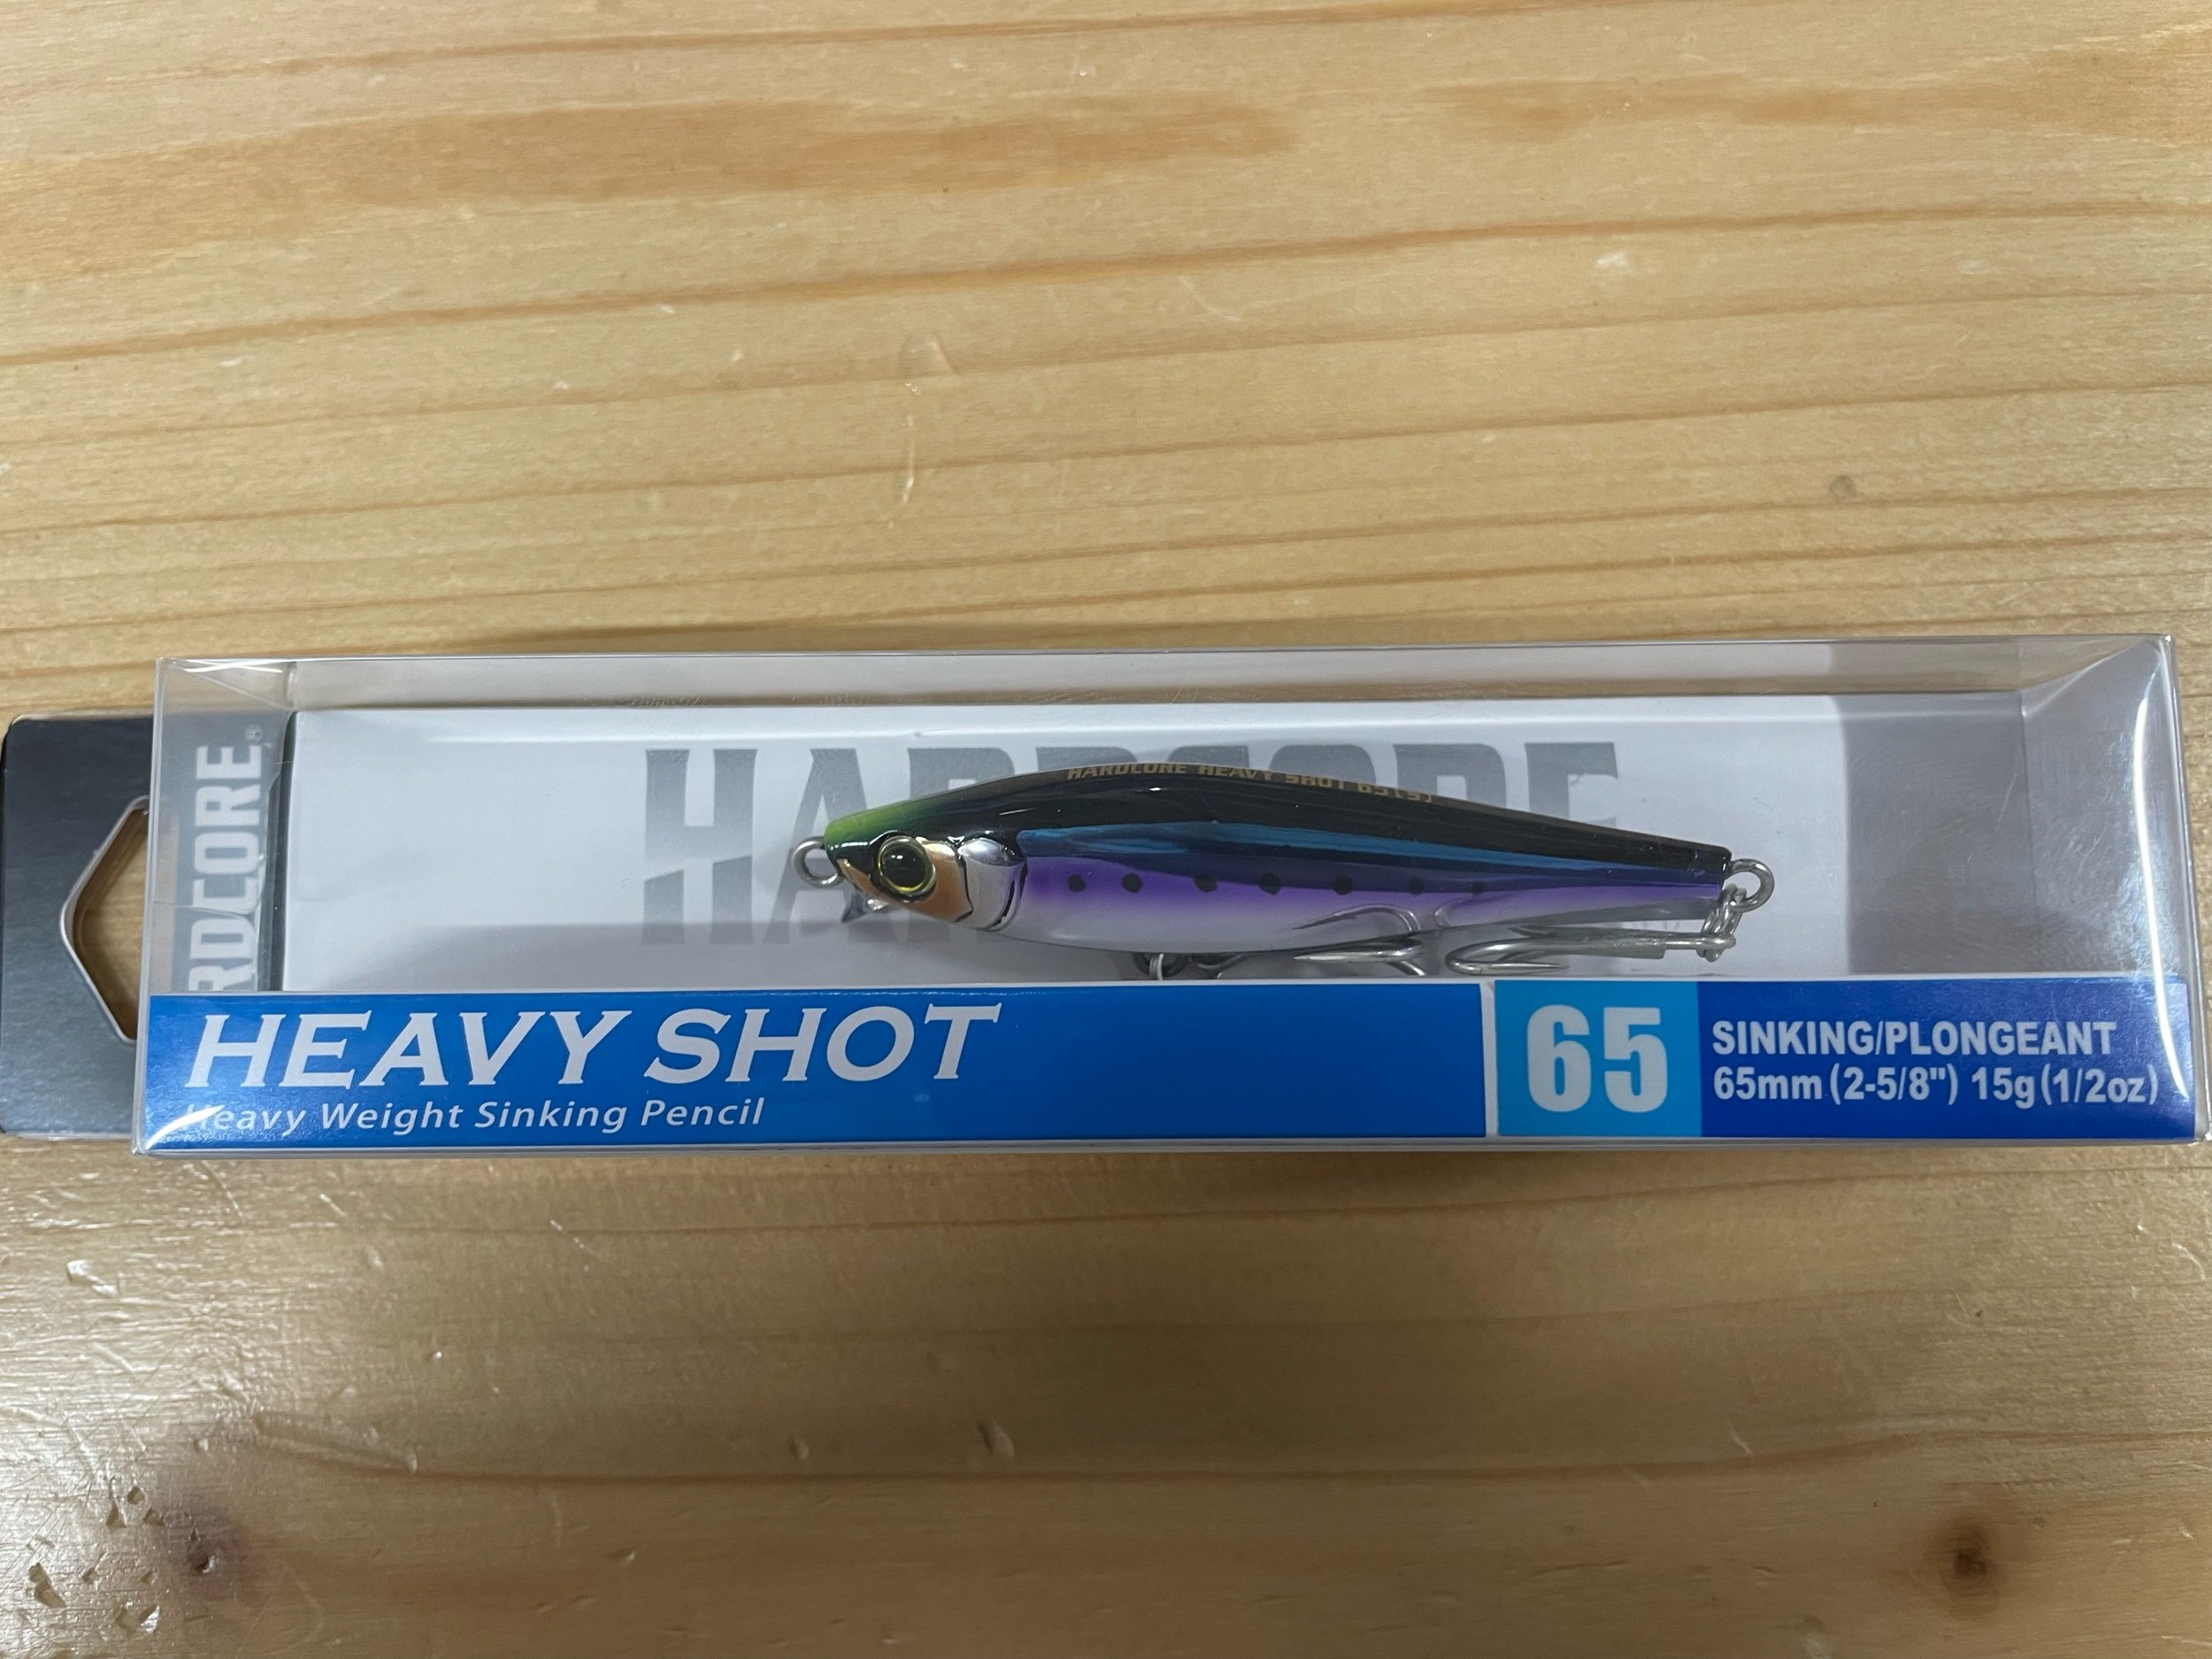 HARDCORE
HARDCORE HEAVY SHOT 65(S)
RDCORE®
HEAVY SHOT
Heavy Weight Sinking Pencil
65
SINKING/PLONGEANT
65mm (2-5/8") 15g (1/2oz)